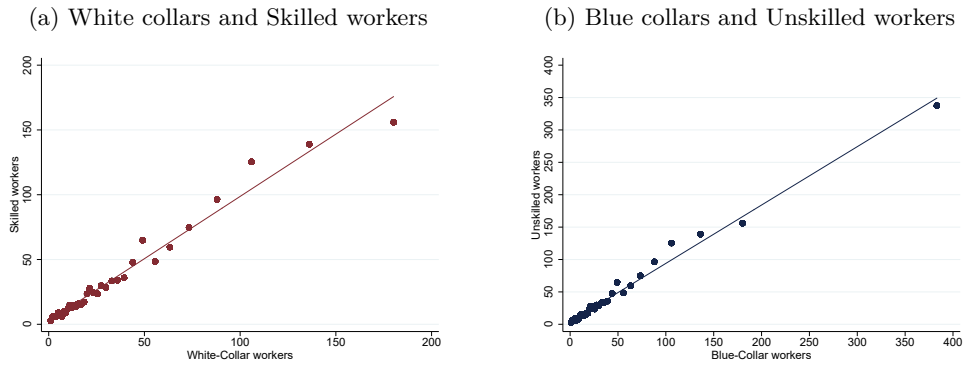 (a) White collars and Skilled workers
200
150
100
50
0
Skilled workers
0 50 100 150 200
White-Collar workers
(b) Blue collars and Unskilled workers
400
350
300
250
200
150
100
50
0
Unskilled workers
0 50 100 150 200 250 300 350 400
Blue-Collar workers